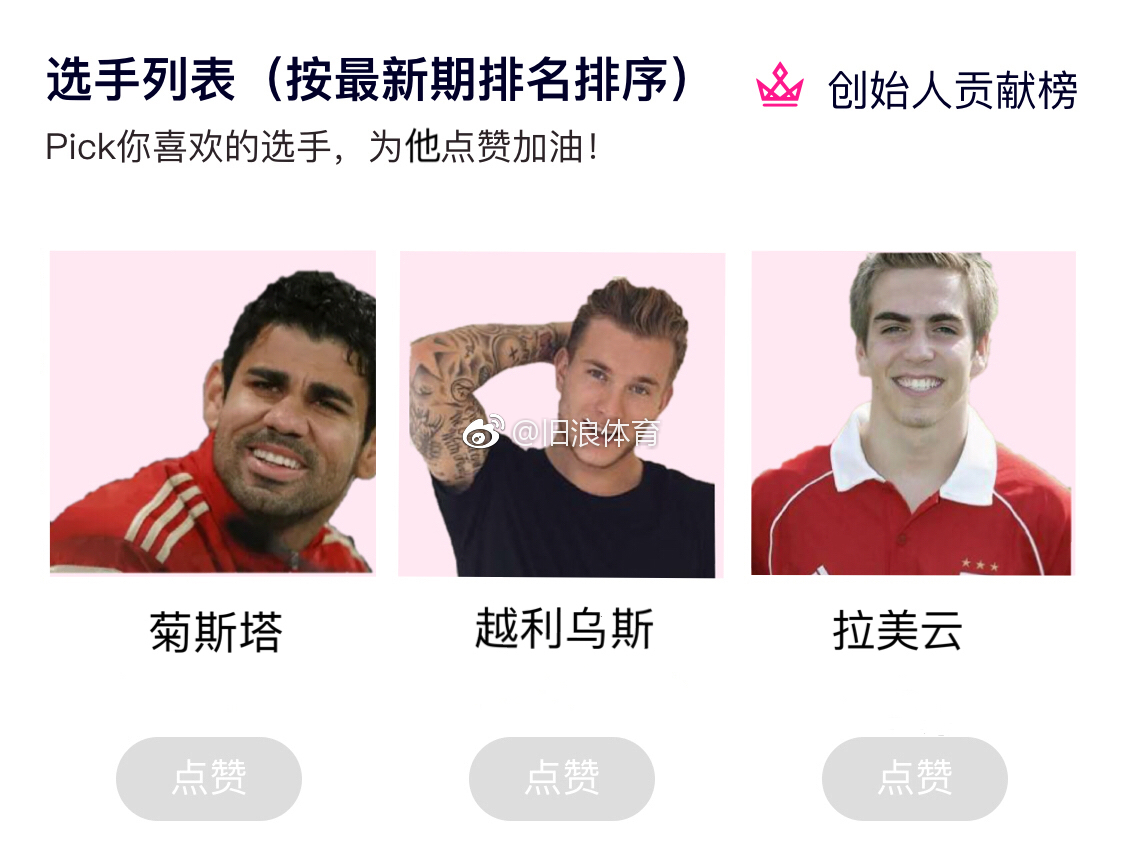 选手列表（按最新期排名排序）
创始人贡献榜
Pick你喜欢的选手，为他点赞加油！
@旧浪体育
菊斯塔
越利乌斯
拉美云
点赞
点赞
点赞